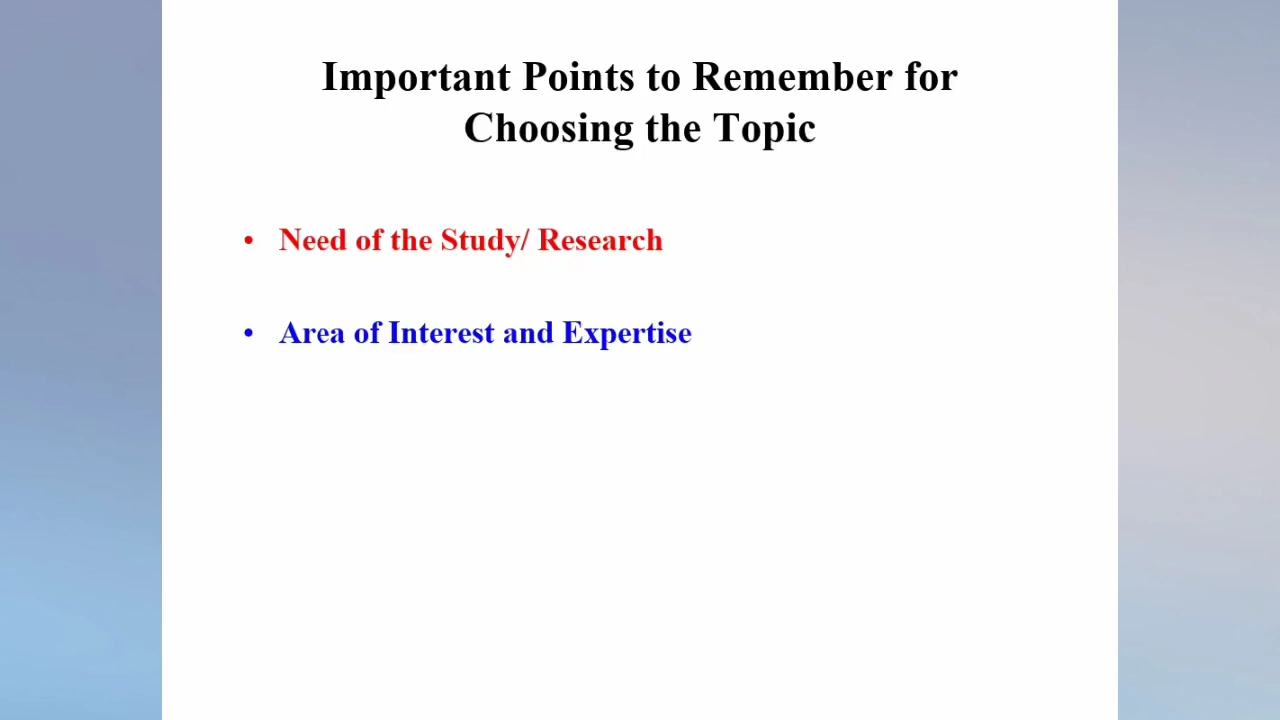 Important Points to Remember for
Choosing the Topic
• Need of the Study/ Research
• Area of Interest and Expertise